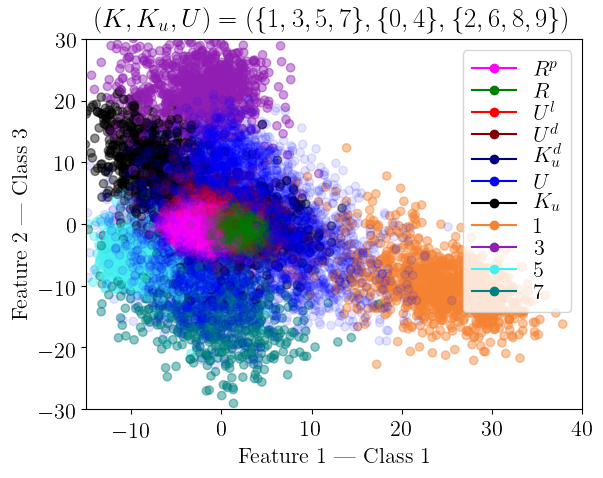 (K, K_u, U) = ({1, 3, 5, 7}, {0, 4}, {2, 6, 8, 9})
30
20
10
0
−10
−20
−30
Feature 2 — Class 3
R^p
R
U^l
U^d
K_u^d
U
K_u
1
3
5
7
−10
0
10
20
30
40
Feature 1 — Class 1